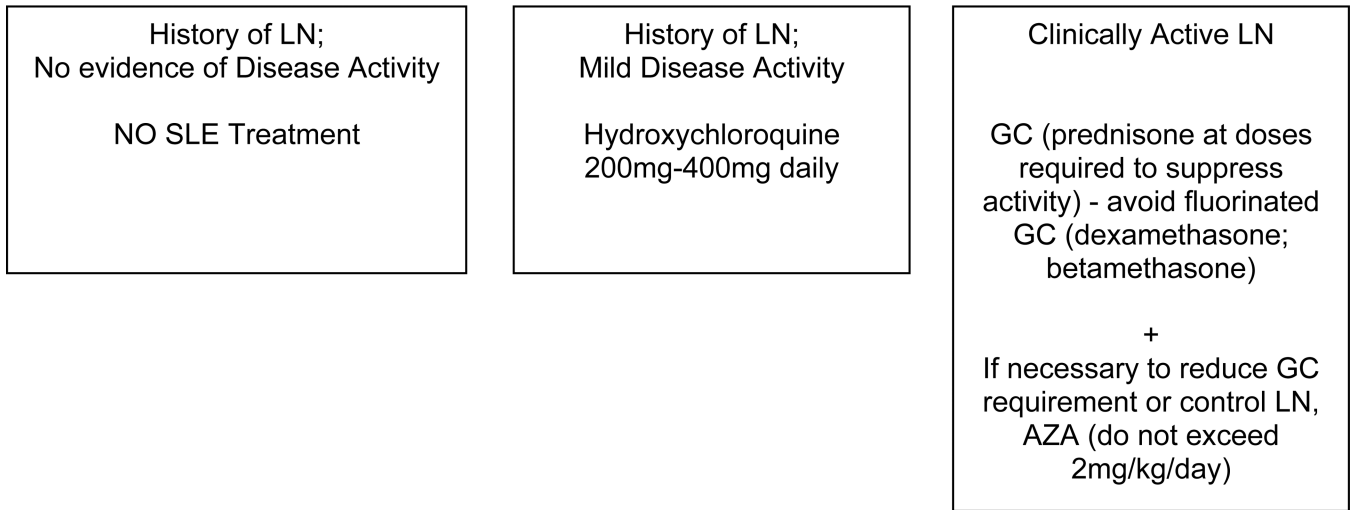 History of LN;
No evidence of Disease Activity
NO SLE Treatment
History of LN;
Mild Disease Activity
Hydroxychloroquine
200mg-400mg daily
Clinically Active LN
GC (prednisone at doses
required to suppress
activity) - avoid fluorinated
GC (dexamethasone;
betamethasone)
+
If necessary to reduce GC
requirement or control LN,
AZA (do not exceed
2mg/kg/day)